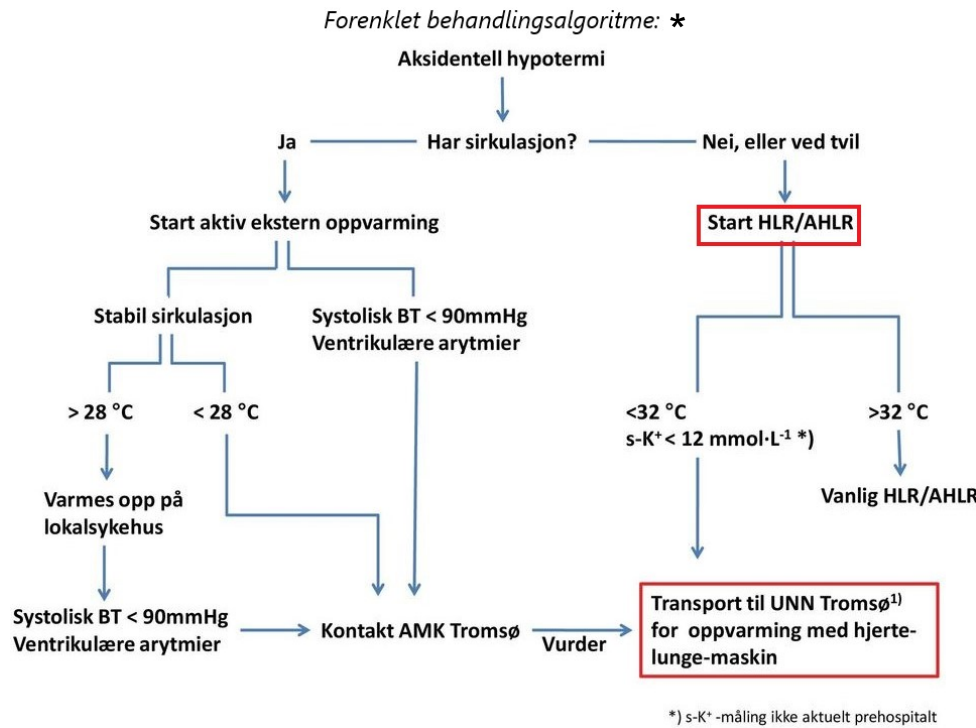 Forenklet behandlingsalgoritme: *
Aksidentell hypotermi
Ja
Har sirkulasjon?
Nei, eller ved tvil
Start aktiv ekstern oppvarming
Start HLR/AHLR
Stabil sirkulasjon
Systolisk BT < 90mmHg
Ventrikulære arytmier
> 28 °C
< 28 °C
<32 °C
s-K⁺ < 12 mmol·L⁻¹ *)
>32 °C
Varmes opp på
lokalsykehus
Vanlig HLR/AHLR
Systolisk BT < 90mmHg
Ventrikulære arytmier
Kontakt AMK Tromsø
Vurder
Transport til UNN Tromsø¹⁾
for oppvarming med hjerte-
lunge-maskin
*) s-K⁺ -måling ikke aktuelt prehospitalt